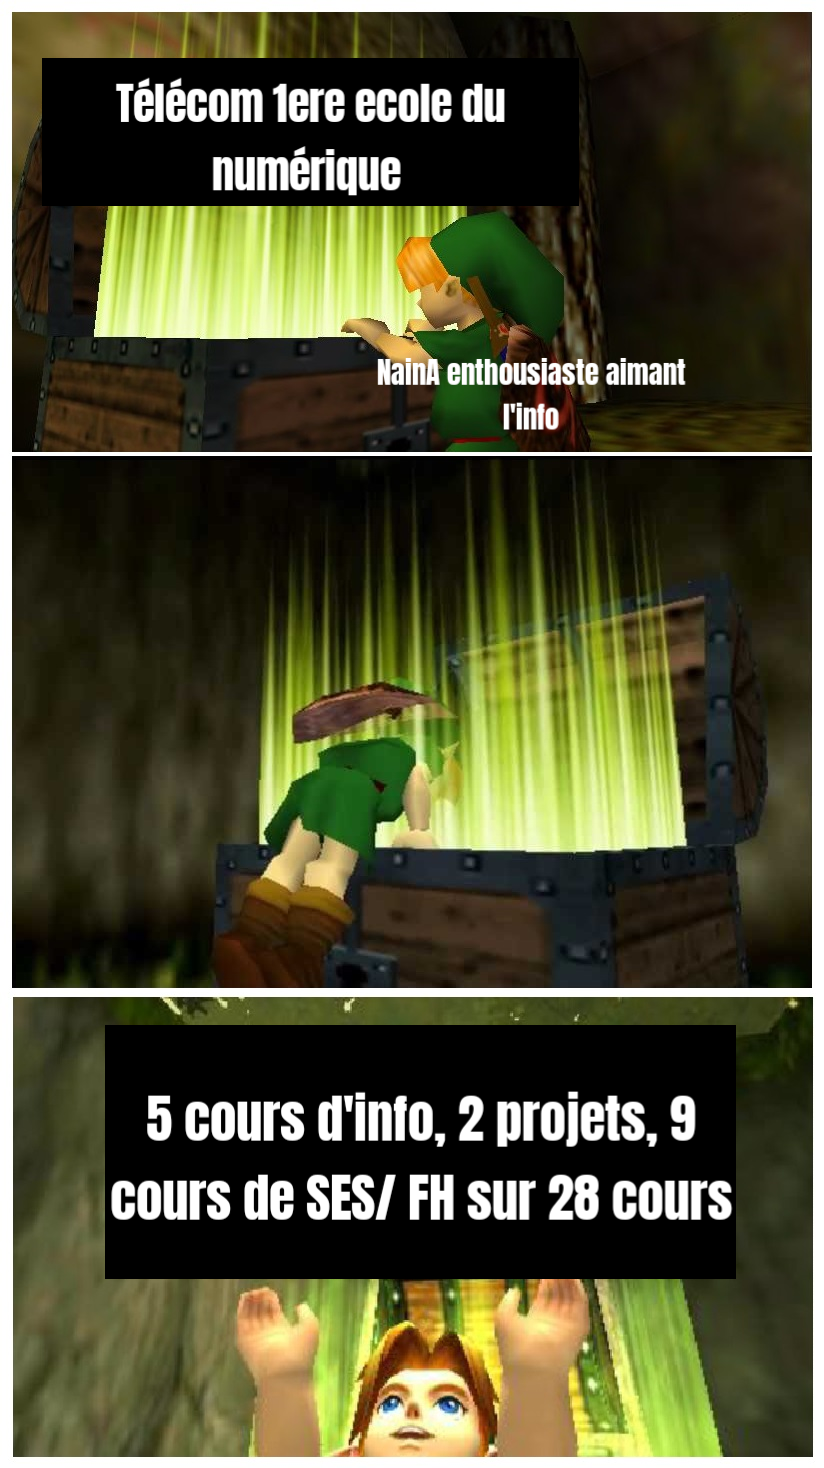 Télécom 1ere ecole du
numérique
NainA enthousiaste aimant
l'info
5 cours d'info, 2 projets, 9
cours de SES/ FH sur 28 cours